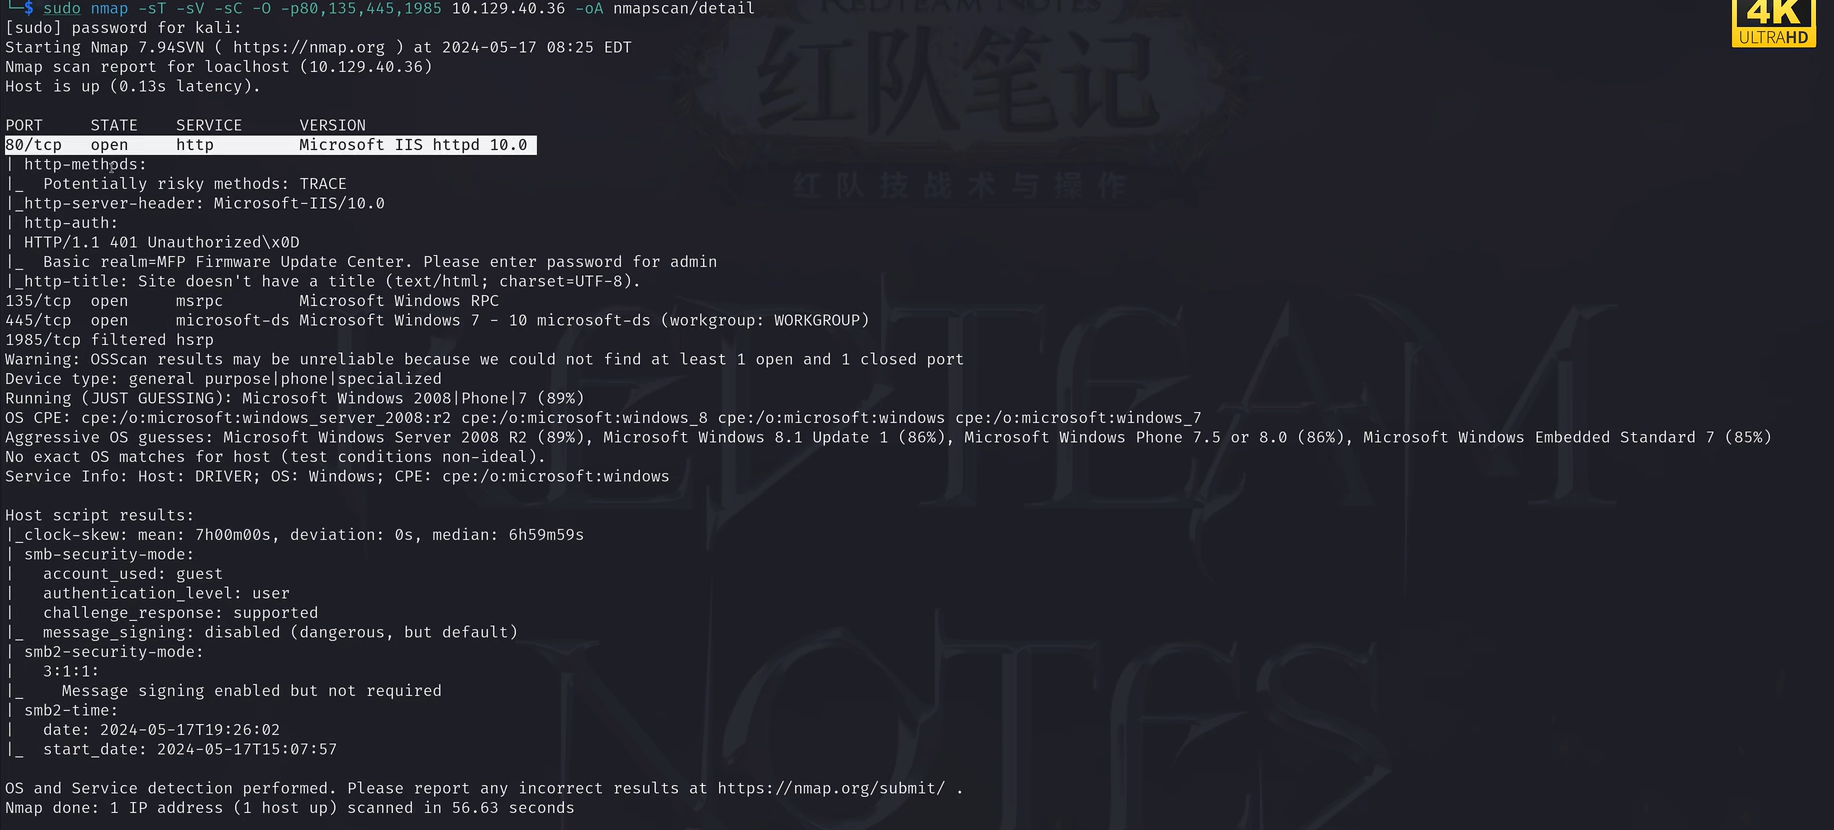 └─$ sudo nmap -sT -sV -sC -O -p80,135,445,1985 10.129.40.36 -oA nmapscan/detail
[sudo] password for kali:
Starting Nmap 7.94SVN ( https://nmap.org ) at 2024-05-17 08:25 EDT
Nmap scan report for loaclhost (10.129.40.36)
Host is up (0.13s latency).
PORT     STATE    SERVICE      VERSION
80/tcp   open     http         Microsoft IIS httpd 10.0
| http-methods:
|_  Potentially risky methods: TRACE
|_http-server-header: Microsoft-IIS/10.0
| http-auth:
| HTTP/1.1 401 Unauthorized\x0D
|_  Basic realm=MFP Firmware Update Center. Please enter password for admin
|_http-title: Site doesn't have a title (text/html; charset=UTF-8).
135/tcp  open     msrpc        Microsoft Windows RPC
445/tcp  open     microsoft-ds Microsoft Windows 7 - 10 microsoft-ds (workgroup: WORKGROUP)
1985/tcp filtered hsrp
Warning: OSScan results may be unreliable because we could not find at least 1 open and 1 closed port
Device type: general purpose|phone|specialized
Running (JUST GUESSING): Microsoft Windows 2008|Phone|7 (89%)
OS CPE: cpe:/o:microsoft:windows_server_2008:r2 cpe:/o:microsoft:windows_8 cpe:/o:microsoft:windows cpe:/o:microsoft:windows_7
Aggressive OS guesses: Microsoft Windows Server 2008 R2 (89%), Microsoft Windows 8.1 Update 1 (86%), Microsoft Windows Phone 7.5 or 8.0 (86%), Microsoft Windows Embedded Standard 7 (85%)
No exact OS matches for host (test conditions non-ideal).
Service Info: Host: DRIVER; OS: Windows; CPE: cpe:/o:microsoft:windows
Host script results:
|_clock-skew: mean: 7h00m00s, deviation: 0s, median: 6h59m59s
| smb-security-mode:
|   account_used: guest
|   authentication_level: user
|   challenge_response: supported
|_  message_signing: disabled (dangerous, but default)
| smb2-security-mode:
|   3:1:1:
|_    Message signing enabled but not required
| smb2-time:
|   date: 2024-05-17T19:26:02
|_  start_date: 2024-05-17T15:07:57
OS and Service detection performed. Please report any incorrect results at https://nmap.org/submit/ .
Nmap done: 1 IP address (1 host up) scanned in 56.63 seconds
4K
ULTRAHD
REDTEAM NOTES
红队笔记
红队技战术与操作
REDTEAM
NOTES